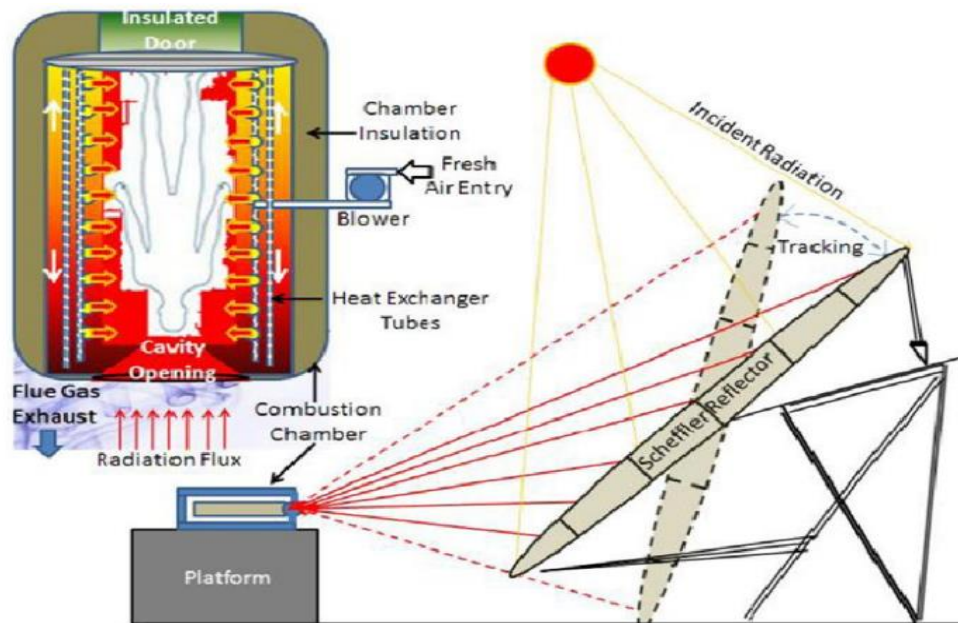 Insulated
Door
Chamber
Insulation
Fresh
Air Entry
Blower
Heat Exchanger
Tubes
Cavity
Opening
Flue Gas
Exhaust
Radiation Flux
Combustion
Chamber
Platform
Incident Radiation
Tracking
Scheffler Reflector